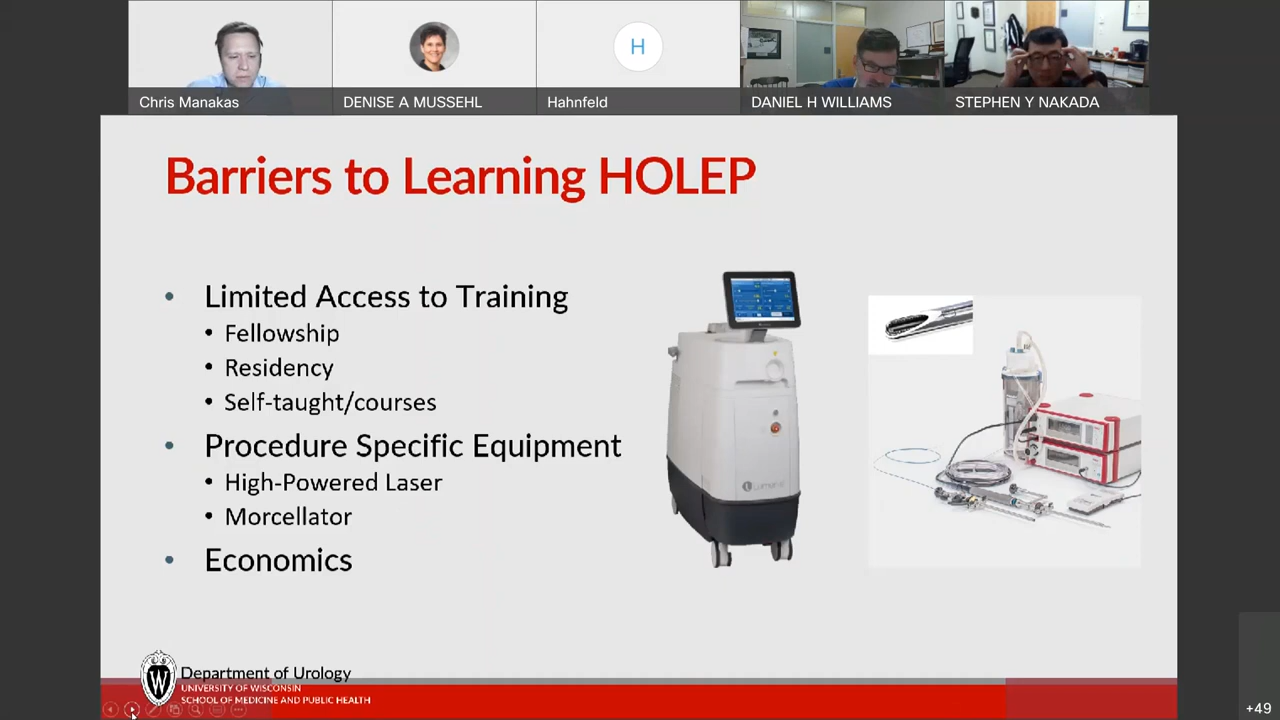 Chris Manakas
DENISE A MUSSEHL
H
Hahnfeld
DANIEL H WILLIAMS
STEPHEN Y NAKADA
Barriers to Learning HOLEP
• Limited Access to Training
• Fellowship
• Residency
• Self-taught/courses
• Procedure Specific Equipment
• High-Powered Laser
• Morcellator
• Economics
W
Department of Urology
UNIVERSITY OF WISCONSIN
SCHOOL OF MEDICINE AND PUBLIC HEALTH
+49